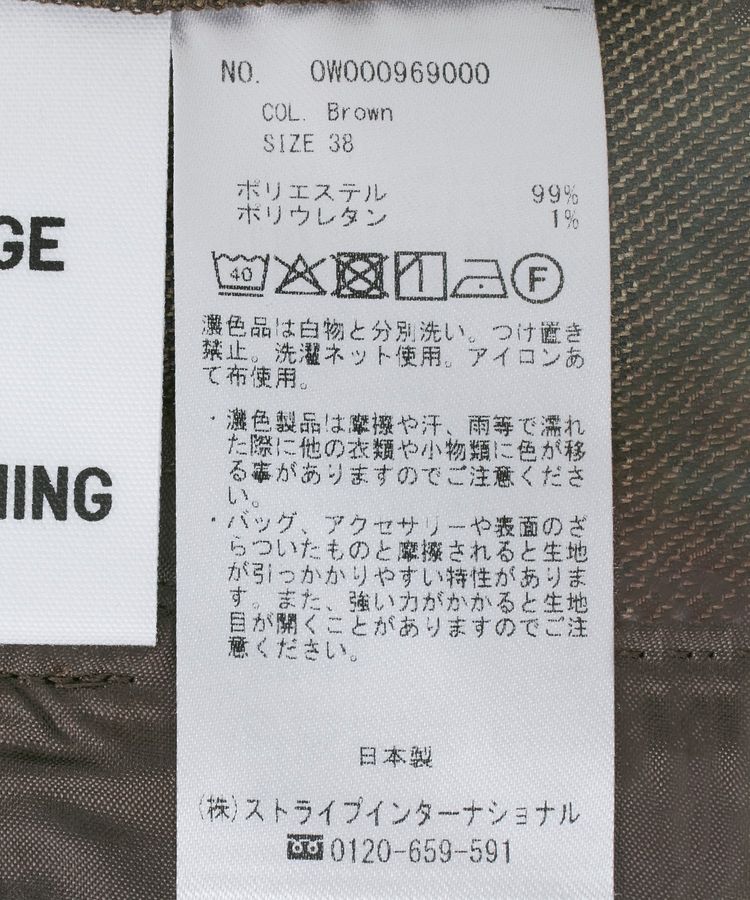 GE
NING
NO. 0W000969000
COL. Brown
SIZE 38
ポリエステル 99%
ポリウレタン 1%
40 F
濃色品は白物と分別洗い。つけ置き
禁止。洗濯ネット使用。アイロンあ
て布使用。
・濃色製品は摩擦や汗、雨等で濡れ
た際に他の衣類や小物類に色が移
る事がありますのでご注意くださ
い。
・バッグ、アクセサリーや表面のざ
らついたものと摩擦されると生地
が引っかかりやすい特性がありま
す。また、強い力がかかると生地
目が開くことがありますのでご注
意ください。
日本製
(株)ストライプインターナショナル
0120-659-591